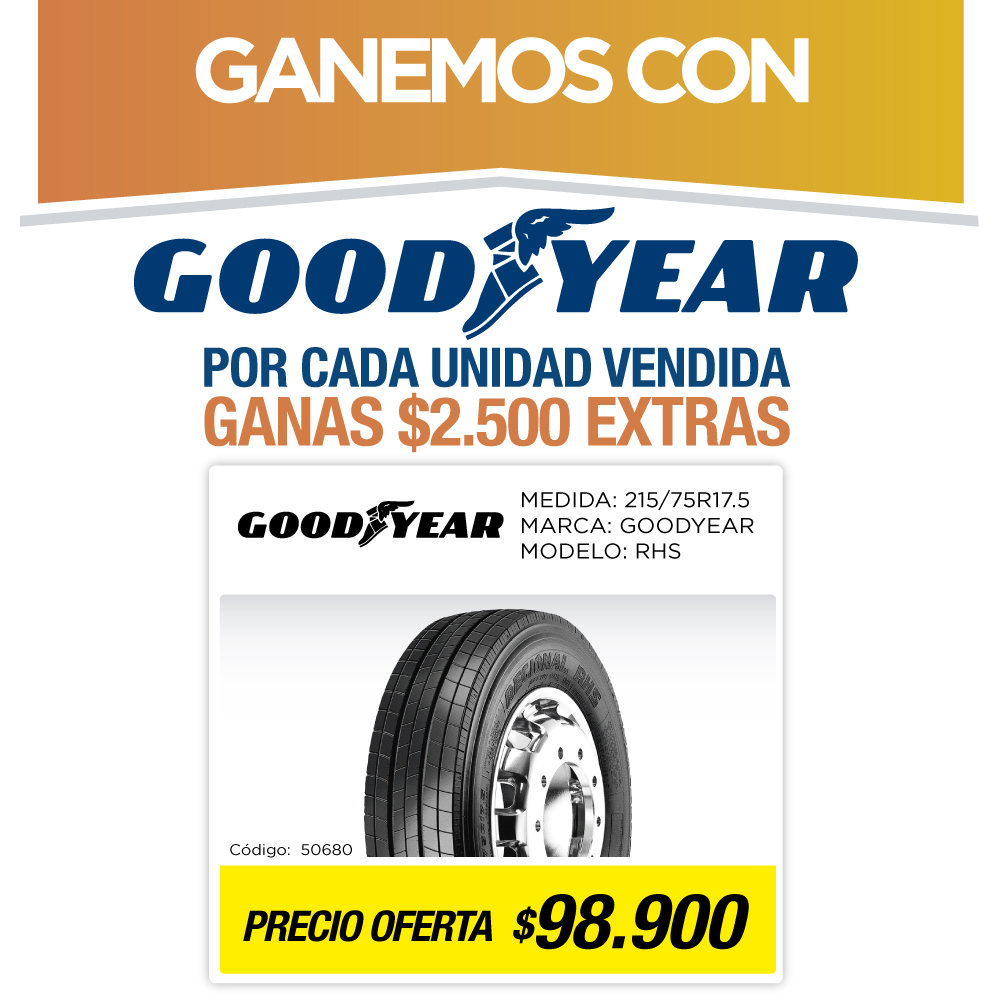 GANEMOS CON
GOODYEAR
POR CADA UNIDAD VENDIDA
GANAS $2.500 EXTRAS
GOODYEAR
MEDIDA: 215/75R17.5
MARCA: GOODYEAR
MODELO: RHS
REGIONAL RHS
Código: 50680
PRECIO OFERTA $98.900